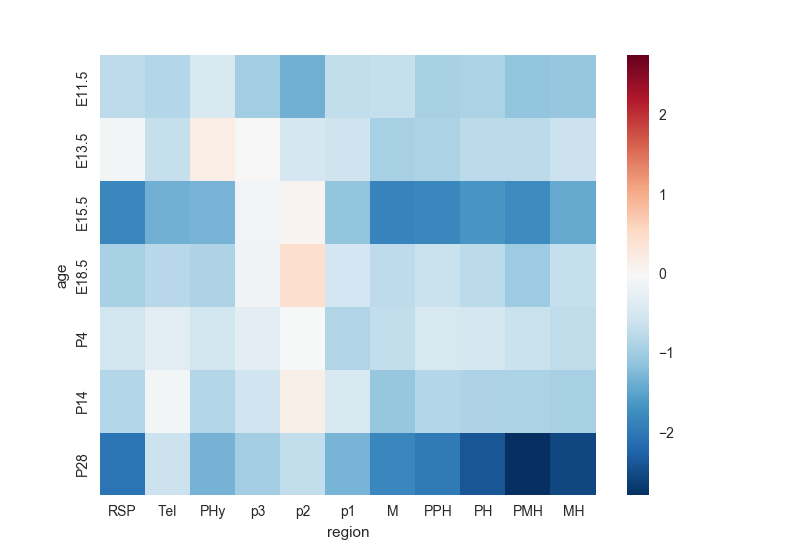 age
E11.5
E13.5
E15.5
E18.5
P4
P14
P28
RSP Tel PHy p3 p2 p1 M PPH PH PMH MH
region
2
1
0
−1
−2